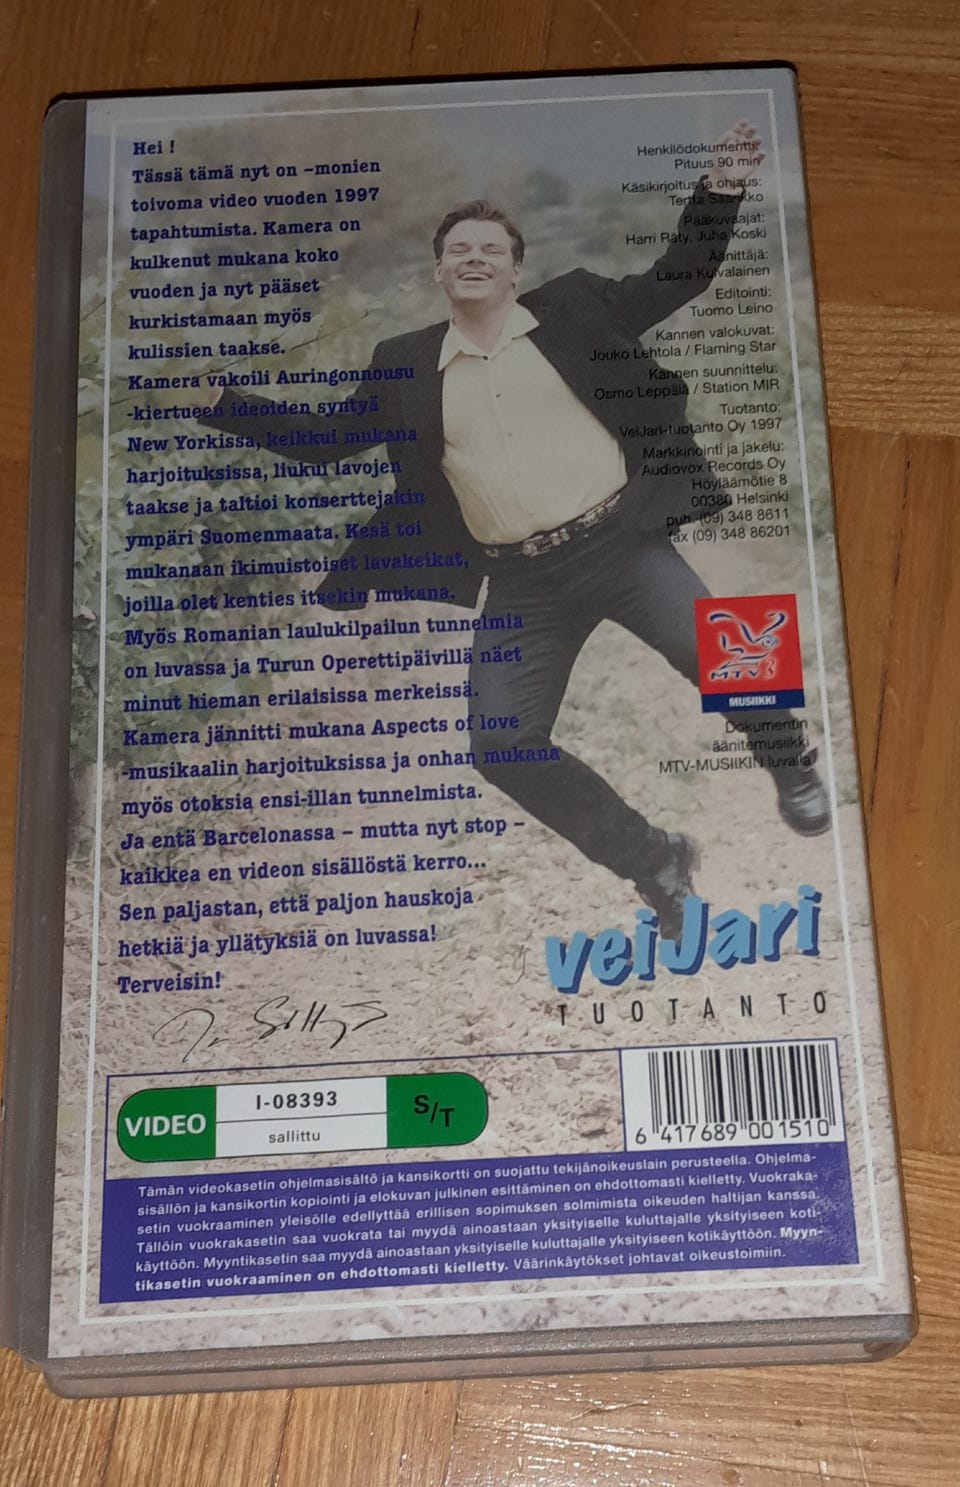 Hei !
Tässä tämä nyt on –monien
toivoma video vuoden 1997
tapahtumista. Kamera on
kulkenut mukana koko
vuoden ja nyt pääset
kurkistamaan myös
kulissien taakse.
Kamera vakoili Auringonnousu
-kiertueen ideoiden syntyä
New Yorkissa, keikkui mukana
harjoituksissa, liukui lavojen
taakse ja taltioi konserttejakin
ympäri Suomenmaata. Kesä toi
mukanaan ikimuistoiset lavakeikat,
joilla olet kenties itsekin mukana.
Myös Romanian laulukilpailun tunnelmia
on luvassa ja Turun Operettipäivillä näet
minut hieman erilaisissa merkeissä.
Kamera jännitti mukana Aspects of love
-musikaalin harjoituksissa ja onhan mukana
myös otoksia ensi-illan tunnelmista.
Ja entä Barcelonassa – mutta nyt stop –
kaikkea en videon sisällöstä kerro...
Sen paljastan, että paljon hauskoja
hetkiä ja yllätyksiä on luvassa!
Terveisin!
Henkilödokumentti:
Pituus 90 min
Käsikirjoitus ja ohjaus:
Tertta Saarikko
Pääkuvaajat:
Harri Räty, Juha Koski
Äänittäjä:
Laura Kuivalainen
Editointi:
Tuomo Leino
Kannen valokuvat:
Jouko Lehtola / Flaming Star
Kannen suunnittelu:
Osmo Leppälä / Station MIR
Tuotanto:
VeiJari-tuotanto Oy 1997
Markkinointi ja jakelu:
Audiovox Records Oy
Höyläämötie 8
00380 Helsinki
puh. (09) 348 8611
fax (09) 348 86201
MTV3
MUSIIKKI
Dokumentin
äänitemusiikki
MTV-MUSIIKIN luvalla
veiJari
TUOTANTO
VIDEO
I-08393
sallittu
S/T
6 417689 001510
Tämän videokasetin ohjelmasisältö ja kansikortti on suojattu tekijänoikeuslain perusteella. Ohjelma-
sisällön ja kansikortin kopiointi ja elokuvan julkinen esittäminen on ehdottomasti kielletty. Vuokraka-
setin vuokraaminen yleisölle edellyttää erillisen sopimuksen solmimista oikeuden haltijan kanssa.
Tällöin vuokrakasetin saa vuokrata tai myydä ainoastaan yksityiselle kuluttajalle yksityiseen koti-
käyttöön. Myyntikasetin saa myydä ainoastaan yksityiselle kuluttajalle yksityiseen kotikäyttöön. Myyn-
tikasetin vuokraaminen on ehdottomasti kielletty. Väärinkäytökset johtavat oikeustoimiin.